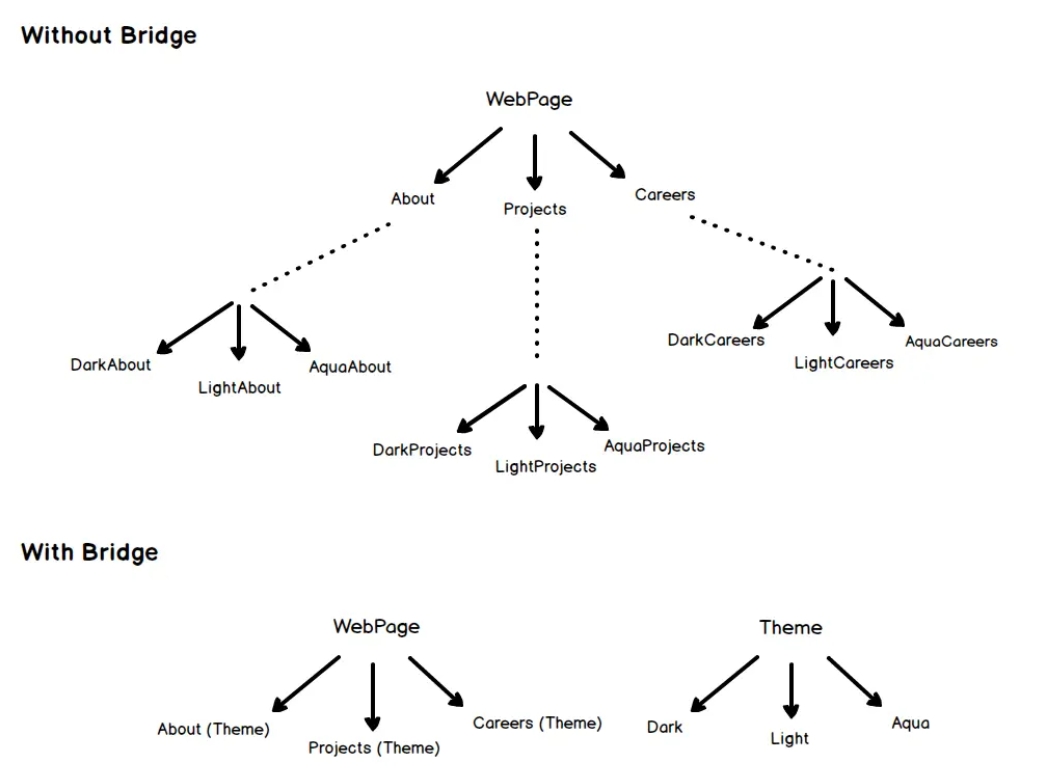 Without Bridge
WebPage
About
Projects
Careers
DarkAbout
LightAbout
AquaAbout
DarkProjects
LightProjects
AquaProjects
DarkCareers
LightCareers
AquaCareers
With Bridge
WebPage
About (Theme)
Projects (Theme)
Careers (Theme)
Theme
Dark
Light
Aqua